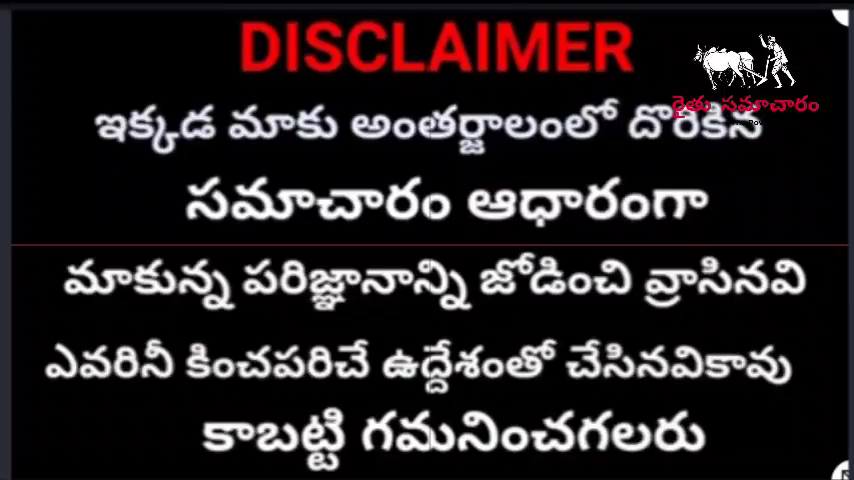 DISCLAIMER
రైతు సమాచారం
ఇక్కడ మాకు అంతర్జాలంలో దొరికిన
సమాచారం ఆధారంగా
మాకున్న పరిజ్ఞానాన్ని జోడించి వ్రాసినవి
ఎవరినీ కించపరిచే ఉద్దేశంతో చేసినవికావు
కాబట్టి గమనించగలరు